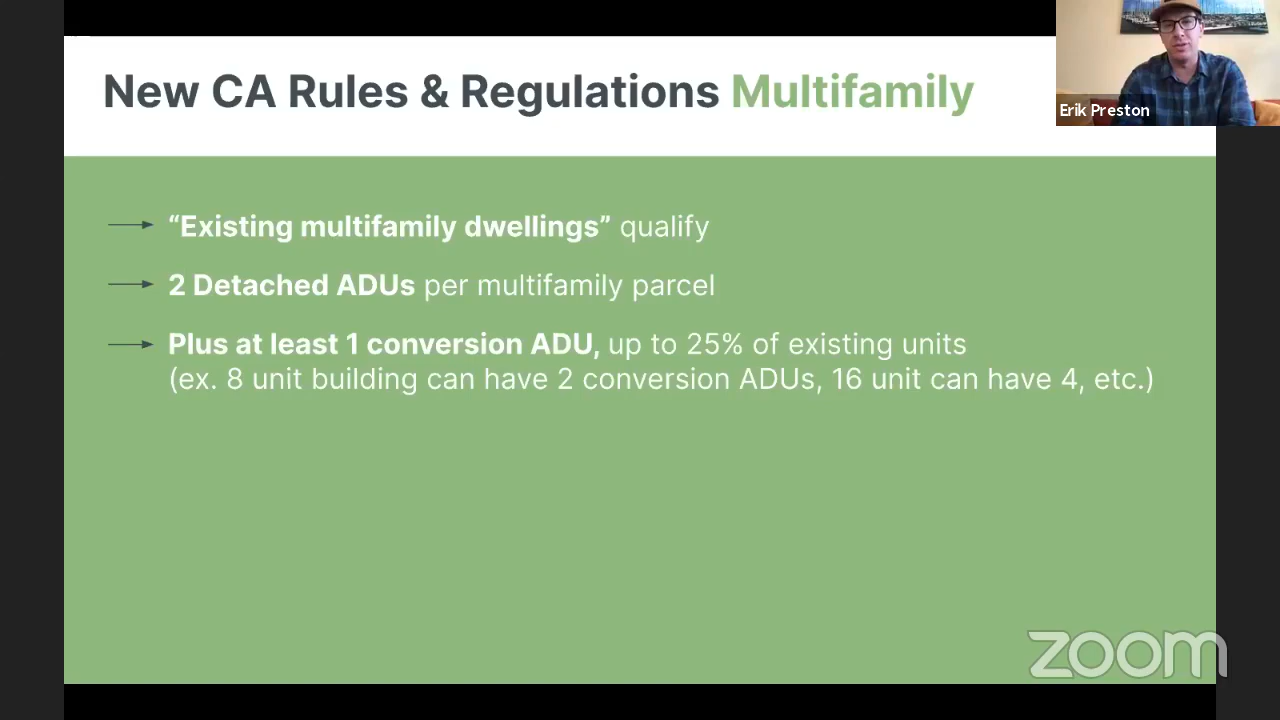 New CA Rules & Regulations Multifamily
Erik Preston
“Existing multifamily dwellings” qualify
2 Detached ADUs per multifamily parcel
Plus at least 1 conversion ADU, up to 25% of existing units
(ex. 8 unit building can have 2 conversion ADUs, 16 unit can have 4, etc.)
zoom